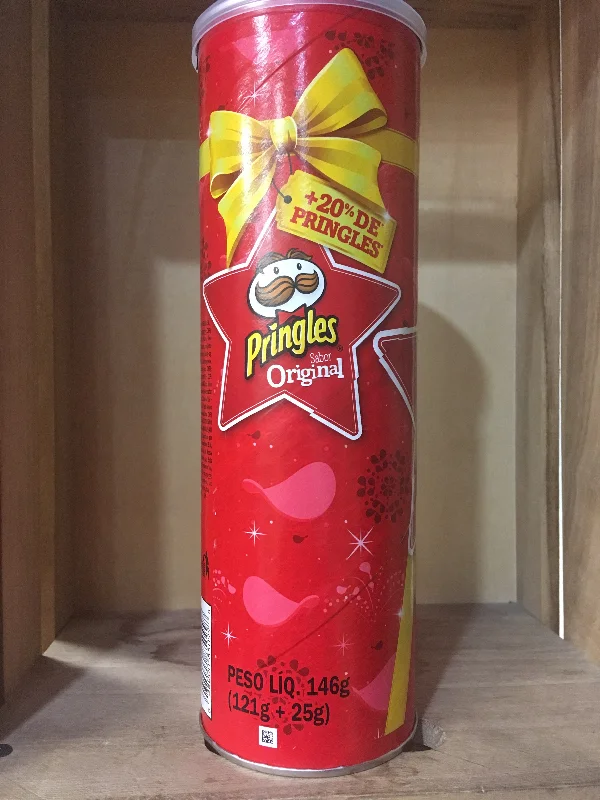 +20% DE
PRINGLES
Pringles
Sabor
Original
PESO LÍQ. 146g
(121g + 25g)